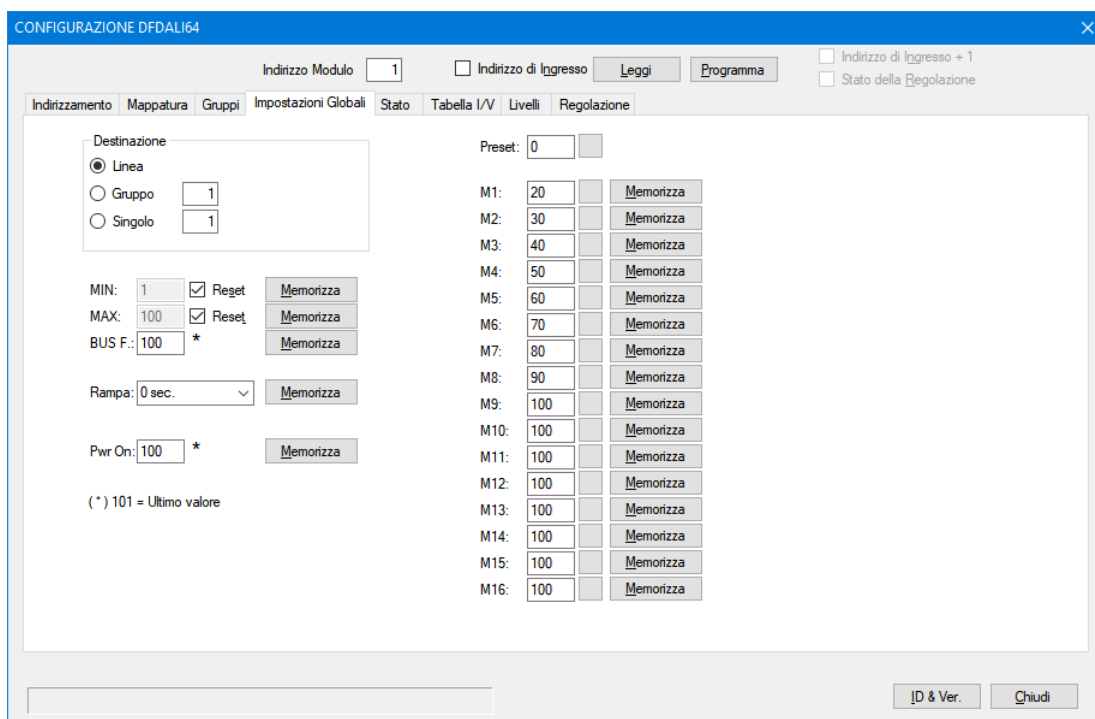 CONFIGURAZIONE DFDALI64
Indirizzo Modulo 1 Indirizzo di Ingresso Leggi Programma
Indirizzo di Ingresso + 1
Stato della Regolazione
Indirizzamento Mappatura Gruppi Impostazioni Globali Stato Tabella I/V Livelli Regolazione
Destinazione
Linea
Gruppo 1
Singolo 1
MIN: 1 Reset Memorizza
MAX: 100 Reset Memorizza
BUS F.: 100 * Memorizza
Rampa: 0 sec. Memorizza
Pwr On: 100 * Memorizza
( * ) 101 = Ultimo valore
Preset: 0
M1: 20 Memorizza
M2: 30 Memorizza
M3: 40 Memorizza
M4: 50 Memorizza
M5: 60 Memorizza
M6: 70 Memorizza
M7: 80 Memorizza
M8: 90 Memorizza
M9: 100 Memorizza
M10: 100 Memorizza
M11: 100 Memorizza
M12: 100 Memorizza
M13: 100 Memorizza
M14: 100 Memorizza
M15: 100 Memorizza
M16: 100 Memorizza
ID & Ver. Chiudi